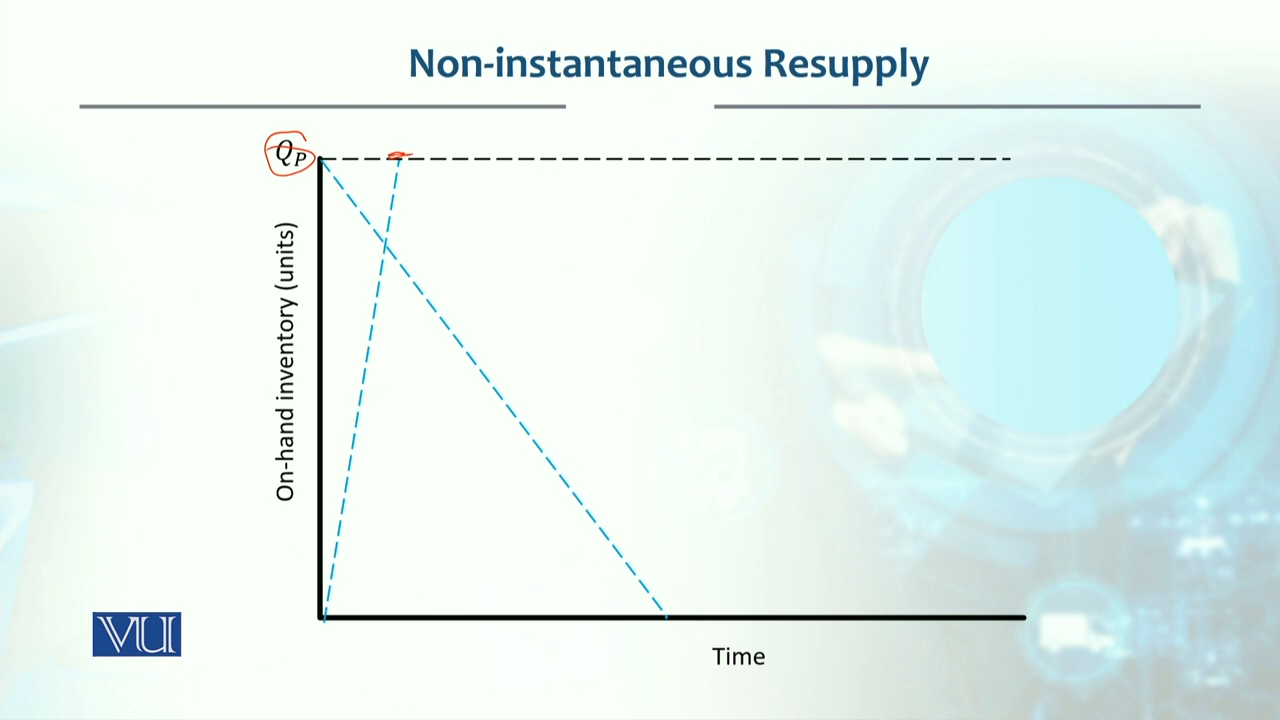 Non-instantaneous Resupply
Q_P
On-hand inventory (units)
Time
VU